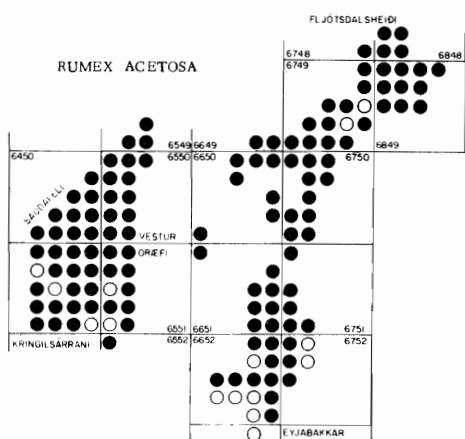 FLJÓTSDALSHEIÐI
RUMEX ACETOSA
6748 6848
6749
6549 6649
6450 6550 6650 6750 6849
SAUÐAFELL
VESTUR
ÖRÆFI
6551 6651 6751
KRINGILSÁRRANI 6552 6652 6752
EYJABAKKAR